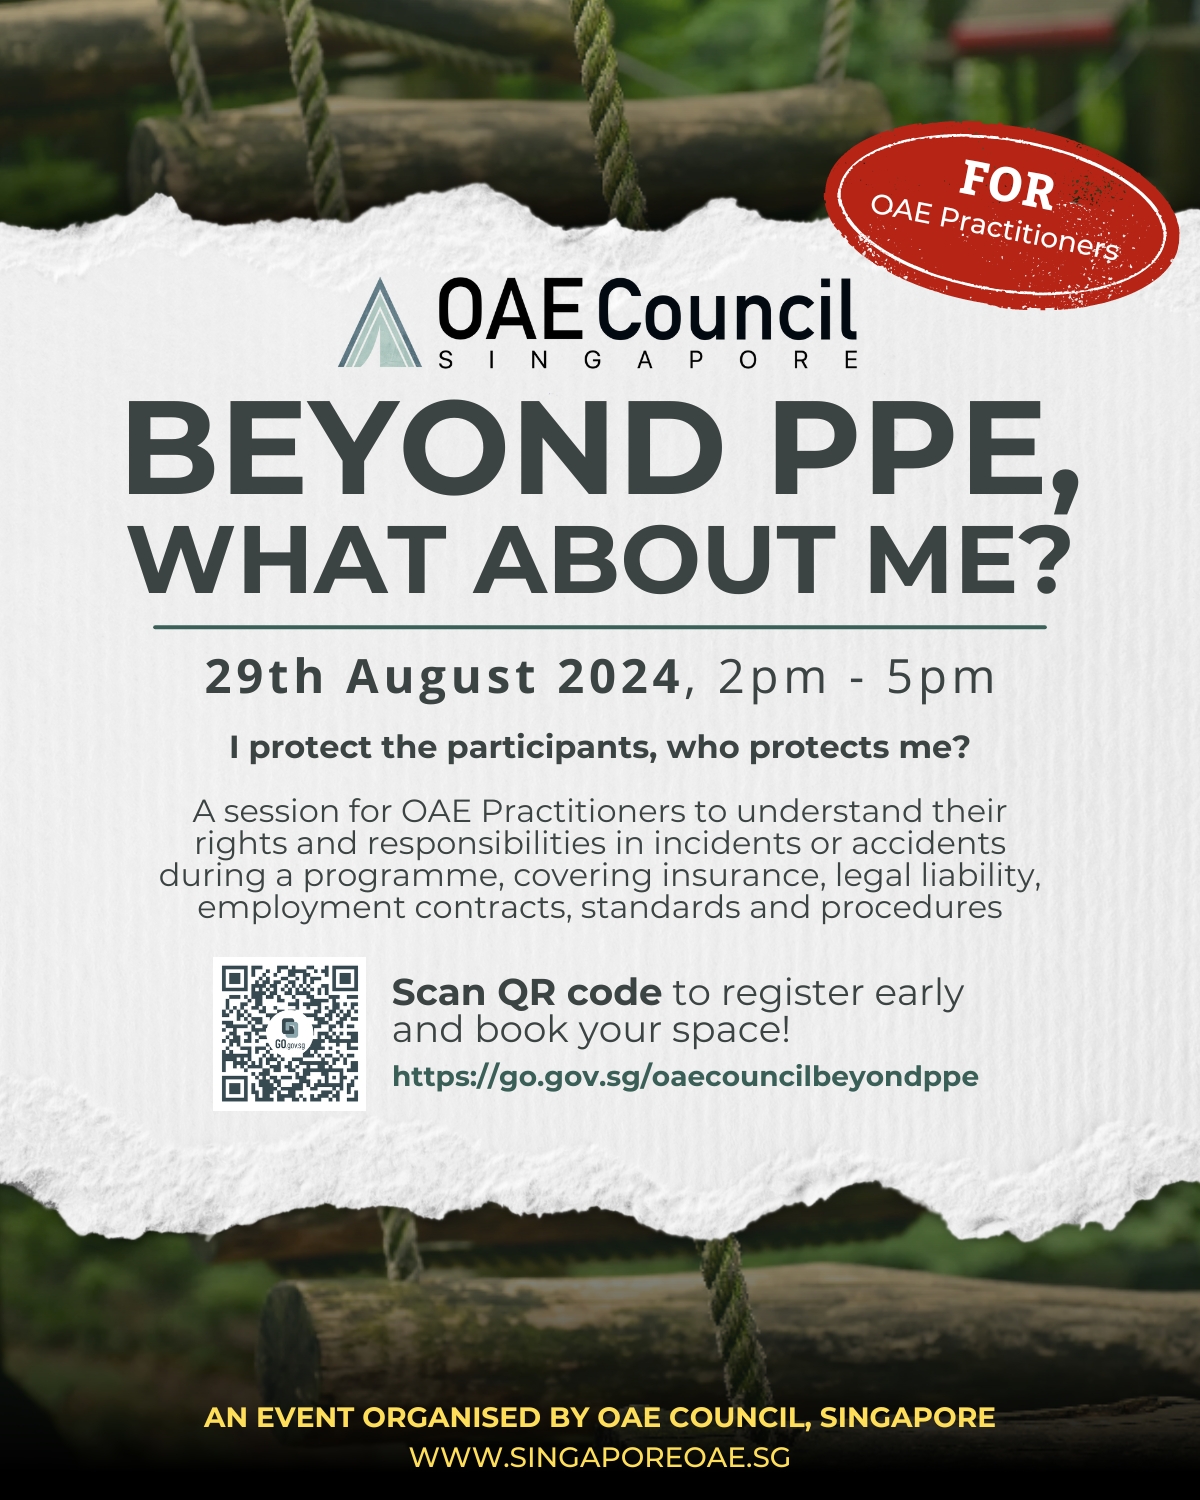 FOR
OAE Practitioners
OAE Council
SINGAPORE
BEYOND PPE,
WHAT ABOUT ME?
29th August 2024, 2pm - 5pm
I protect the participants, who protects me?
A session for OAE Practitioners to understand their
rights and responsibilities in incidents or accidents
during a programme, covering insurance, legal liability,
employment contracts, standards and procedures
GO.gov.sg
Scan QR code to register early
and book your space!
https://go.gov.sg/oaecouncilbeyondppe
AN EVENT ORGANISED BY OAE COUNCIL, SINGAPORE
WWW.SINGAPOREOAE.SG